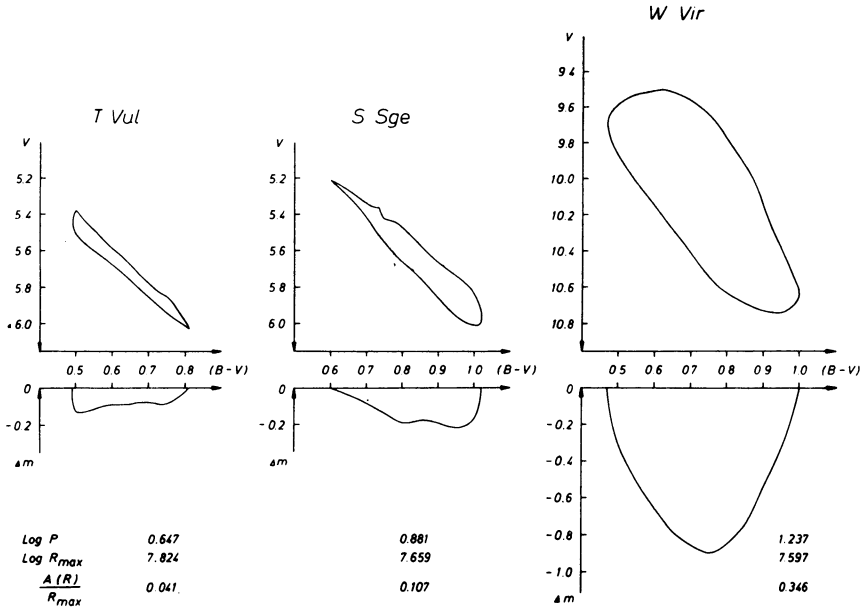 W Vir
T Vul
S Sge
V
9.4
9.6
9.8
10.0
10.2
10.4
10.6
10.8
V
5.2
5.4
5.6
5.8
6.0
V
5.2
5.4
5.6
5.8
6.0
0.5 0.6 0.7 0.8 (B-V)
0.6 0.7 0.8 0.9 1.0 (B-V)
0.5 0.6 0.7 0.8 0.9 1.0 (B-V)
0
-0.2
Δm
0
-0.2
Δm
0
-0.2
-0.4
-0.6
-0.8
-1.0
Δm
Log P 0.647 0.881 1.237
Log Rmax 7.824 7.659 7.597
A(R)
Rmax
0.041 0.107 0.346